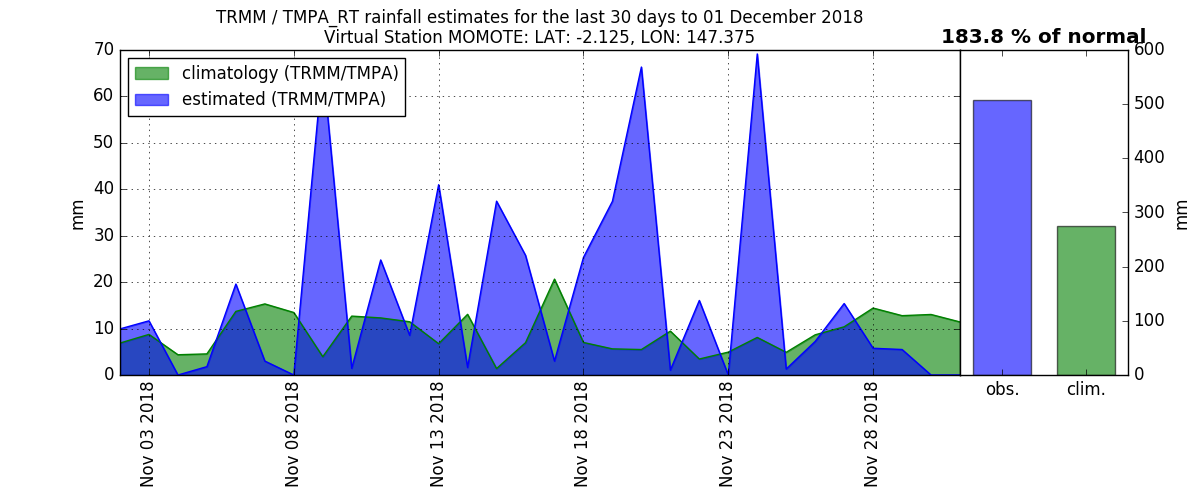 TRMM / TMPA_RT rainfall estimates for the last 30 days to 01 December 2018
Virtual Station MOMOTE: LAT: -2.125, LON: 147.375
183.8 % of normal
climatology (TRMM/TMPA)
estimated (TRMM/TMPA)
mm
70
60
50
40
30
20
10
0
Nov 03 2018
Nov 08 2018
Nov 13 2018
Nov 18 2018
Nov 23 2018
Nov 28 2018
600
500
400
300
200
100
0
mm
obs.
clim.